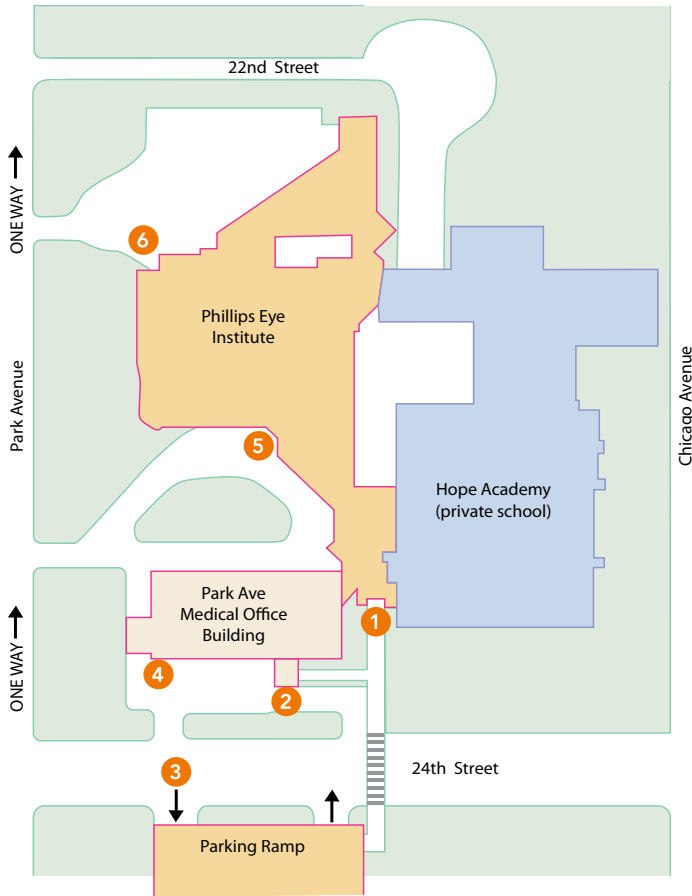 22nd Street
ONE WAY
6
Phillips Eye
Institute
Park Avenue
Chicago Avenue
5
Hope Academy
(private school)
Park Ave
Medical Office
Building
1
ONE WAY
4
2
3
24th Street
Parking Ramp